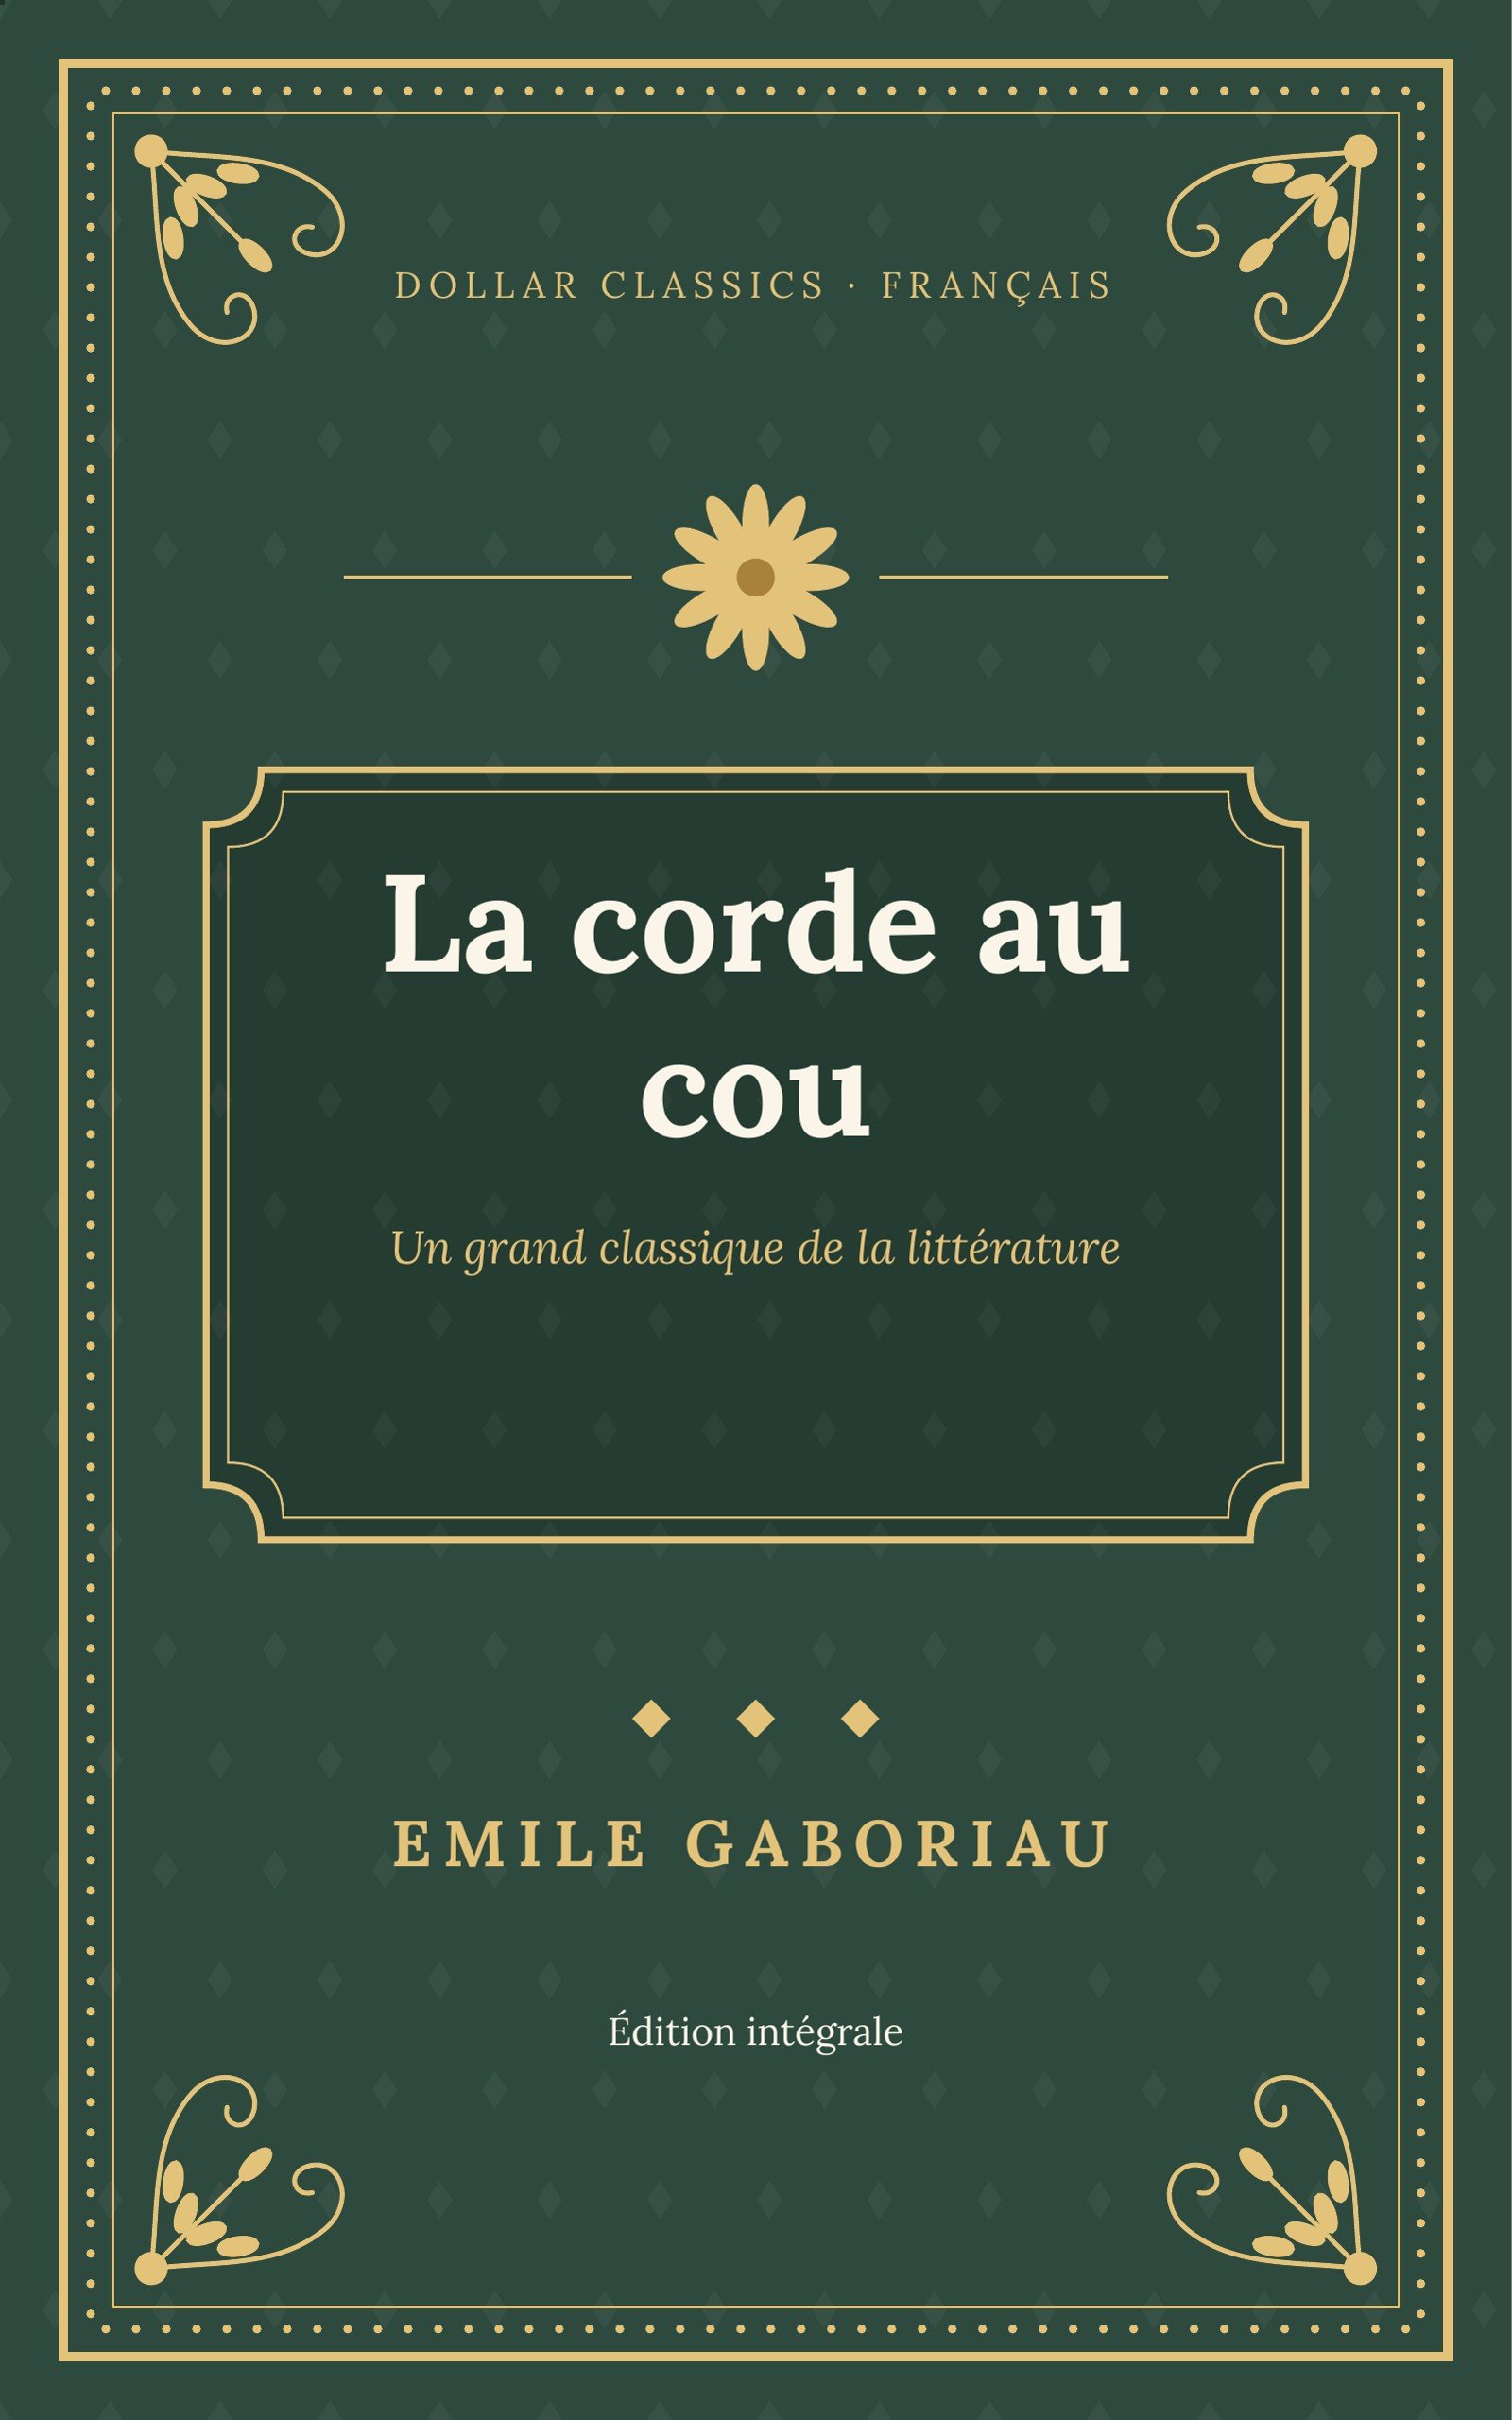 DOLLAR CLASSICS · FRANÇAIS
La corde au
cou
Un grand classique de la littérature
EMILE GABORIAU
Édition intégrale